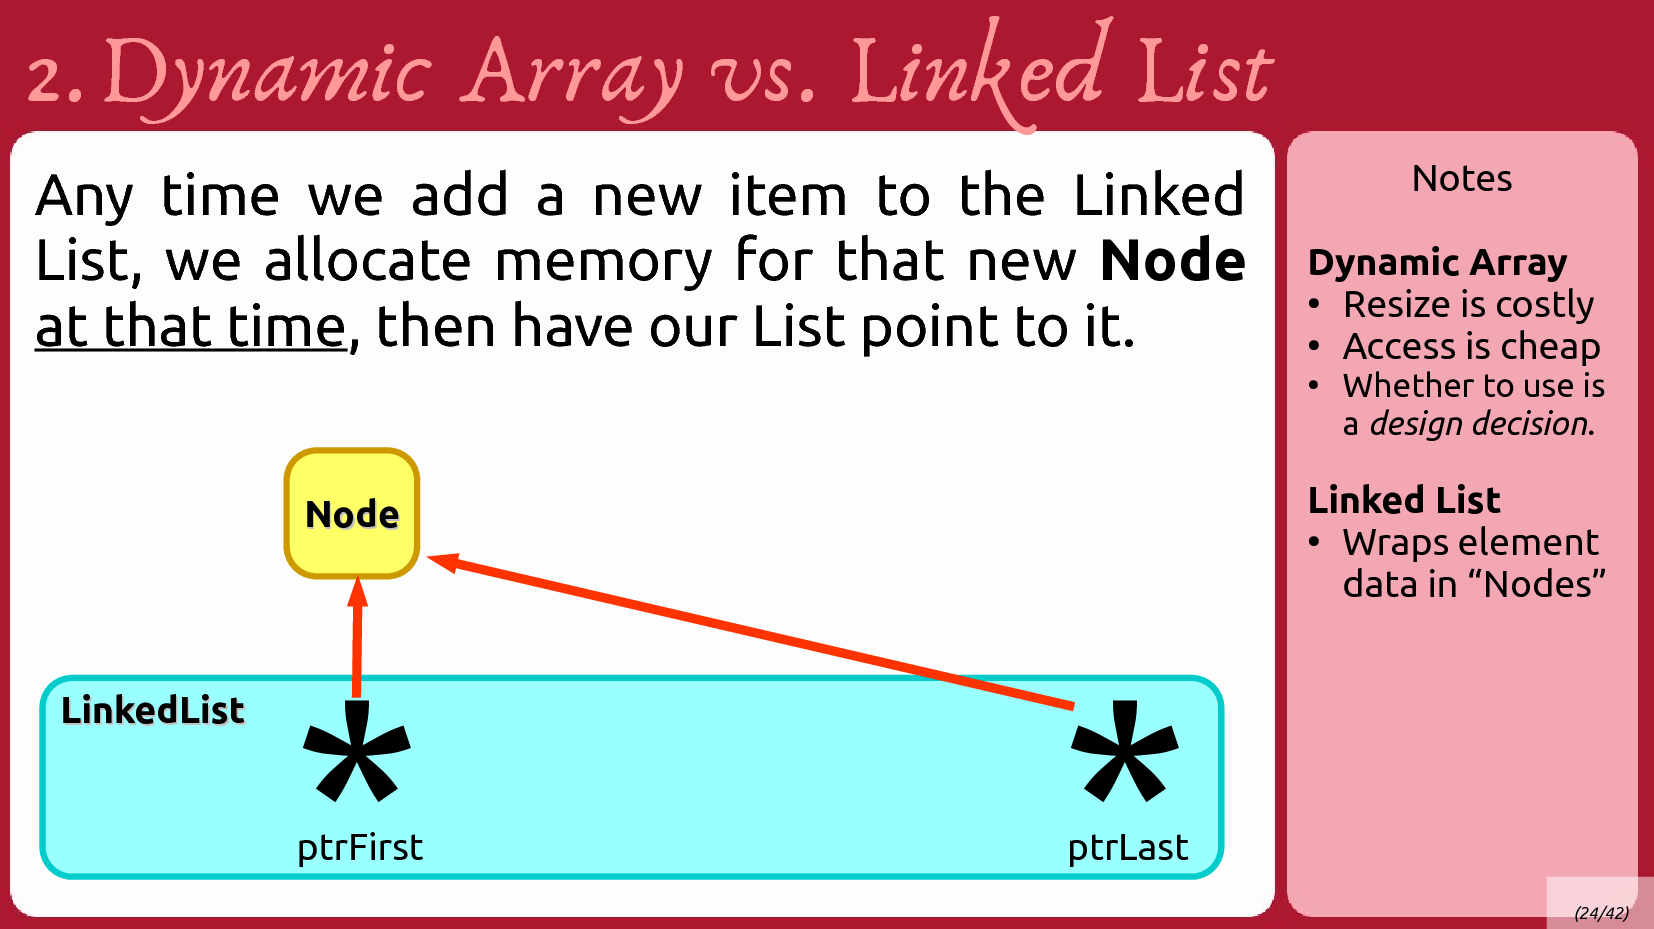 2. Dynamic Array vs. Linked List
Any time we add a new item to the Linked
List, we allocate memory for that new Node
at that time, then have our List point to it.
Node
LinkedList
* *
ptrFirst ptrLast
Notes
Dynamic Array
• Resize is costly
• Access is cheap
• Whether to use is
a design decision.
Linked List
• Wraps element
data in “Nodes”
(24/42)